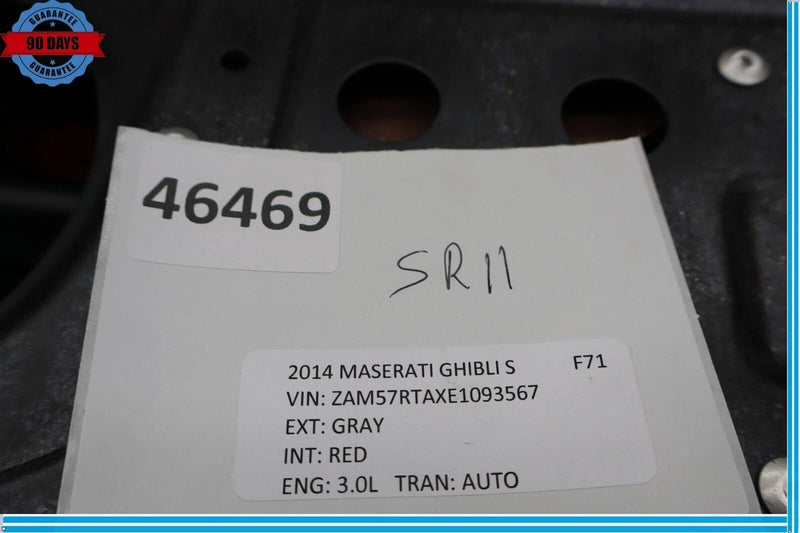 GUARANTEE
90 DAYS
GUARANTEE
46469
SR11
2014 MASERATI GHIBLI S F71
VIN: ZAM57RTAXE1093567
EXT: GRAY
INT: RED
ENG: 3.0L TRAN: AUTO